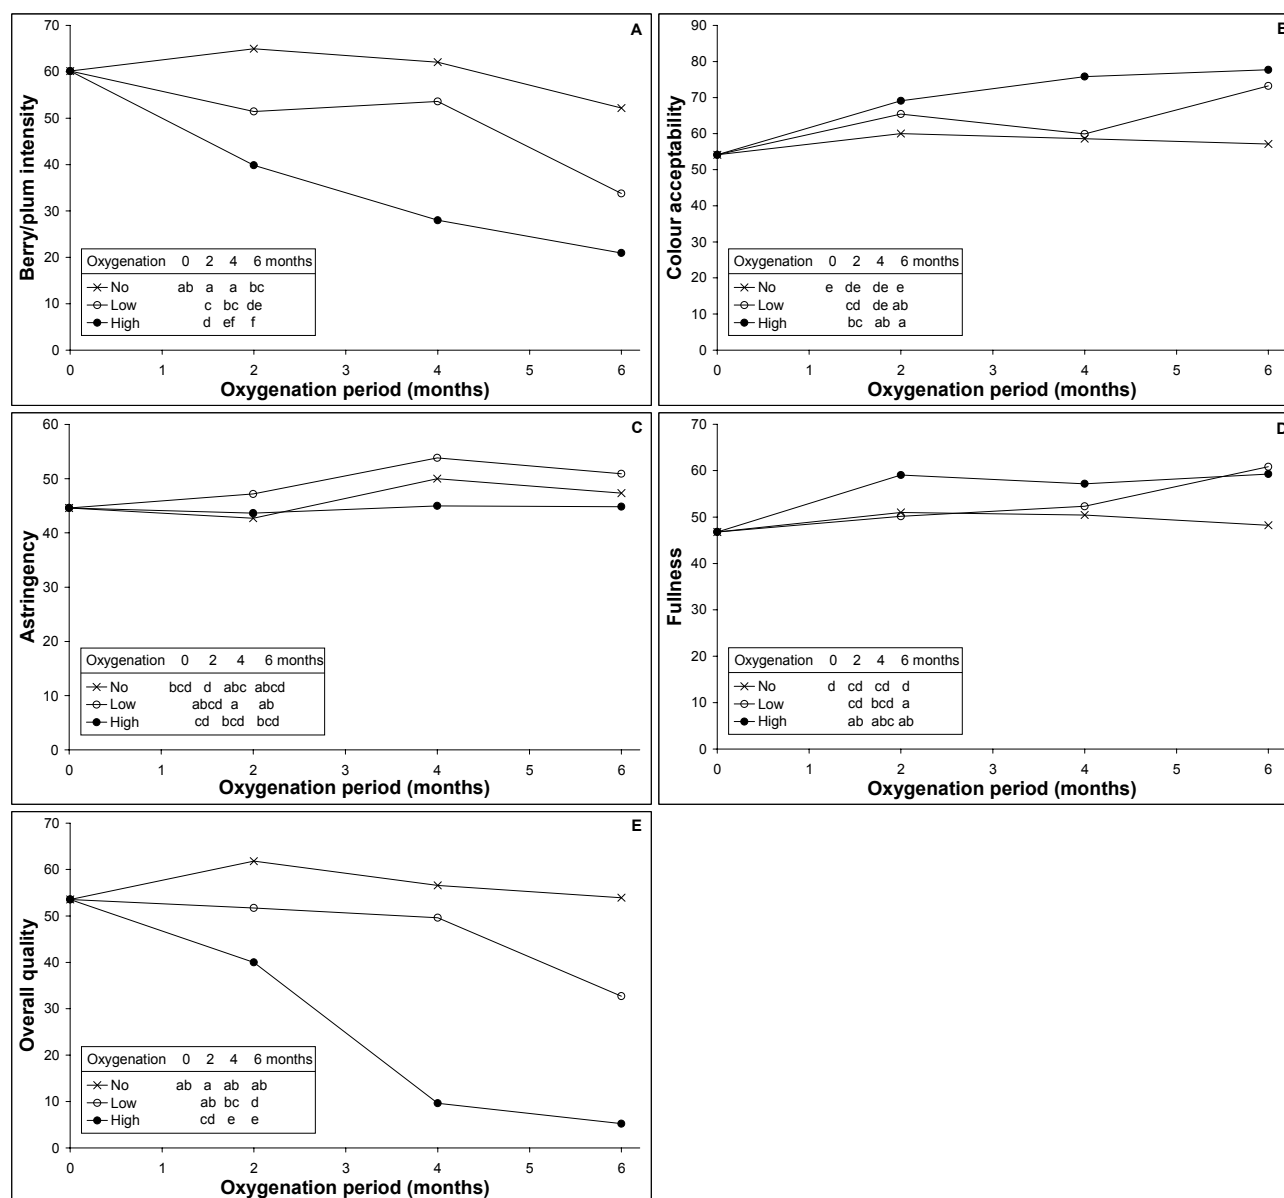 A
70
60
50
40
30
20
10
0
Berry/plum intensity
Oxygenation 0 2 4 6 months
No ab a a bc
Low c bc de
High d ef f
0 1 2 3 4 5 6
Oxygenation period (months)
B
90
80
70
60
50
40
30
20
10
0
Colour acceptability
Oxygenation 0 2 4 6 months
No e de de e
Low cd de ab
High bc ab a
0 1 2 3 4 5 6
Oxygenation period (months)
C
60
50
40
30
20
10
0
Astringency
Oxygenation 0 2 4 6 months
No bcd d abc abcd
Low abcd a ab
High cd bcd bcd
0 1 2 3 4 5 6
Oxygenation period (months)
D
70
60
50
40
30
20
10
0
Fullness
Oxygenation 0 2 4 6 months
No d cd cd d
Low cd bcd a
High ab abc ab
0 1 2 3 4 5 6
Oxygenation period (months)
E
70
60
50
40
30
20
10
0
Overall quality
Oxygenation 0 2 4 6 months
No ab a ab ab
Low ab bc d
High cd e e
0 1 2 3 4 5 6
Oxygenation period (months)